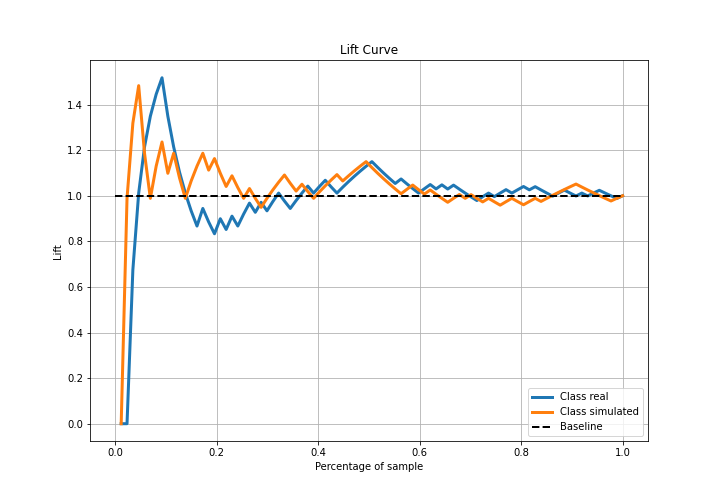 Lift Curve
Lift
1.4
1.2
1.0
0.8
0.6
0.4
0.2
0.0
0.0 0.2 0.4 0.6 0.8 1.0
Percentage of sample
Class real
Class simulated
Baseline